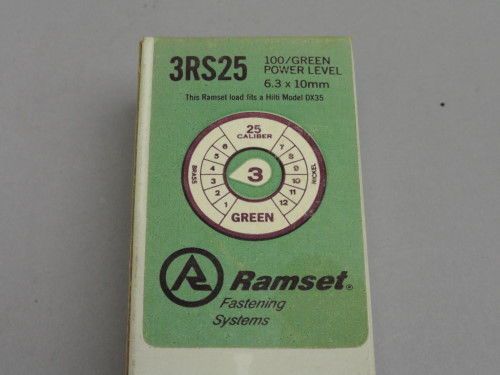 3RS25
100/GREEN
POWER LEVEL
6.3 x 10mm
This Ramset load fits a Hilti Model DX35
25
CALIBER
BRASS
6
5
4
3
2
1
7
8
9
10
11
12
NICKEL
3
GREEN
R
Ramset®
Fastening
Systems